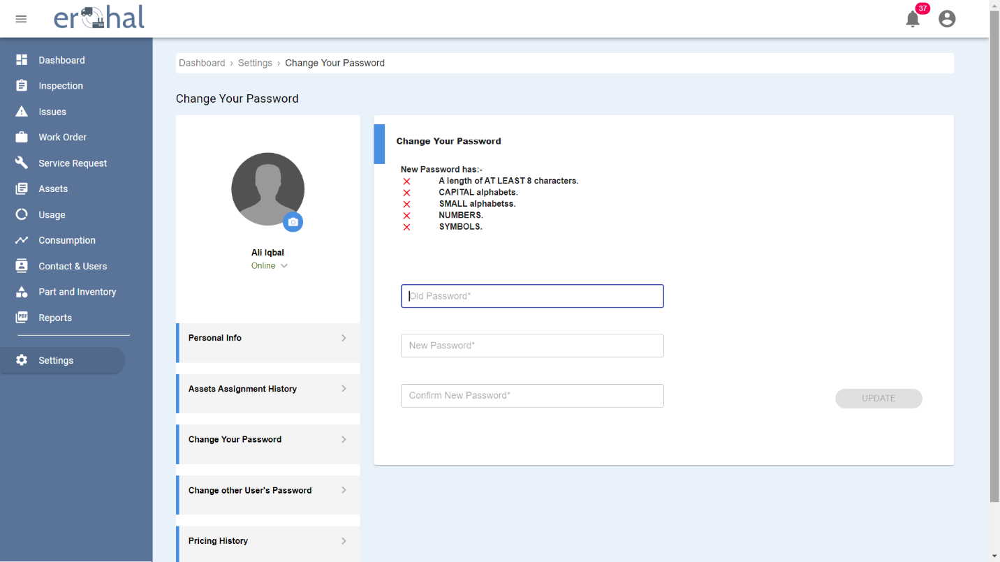 er hal
37
Dashboard
Inspection
Issues
Work Order
Service Request
Assets
Usage
Consumption
Contact & Users
Part and Inventory
PDF
Reports
Settings
Dashboard › Settings › Change Your Password
Change Your Password
Ali Iqbal
Online
Personal Info
Assets Assignment History
Change Your Password
Change other User's Password
Pricing History
Change Your Password
New Password has:-
A length of AT LEAST 8 characters.
CAPITAL alphabets.
SMALL alphabetss.
NUMBERS.
SYMBOLS.
Old Password*
New Password*
Confirm New Password*
UPDATE